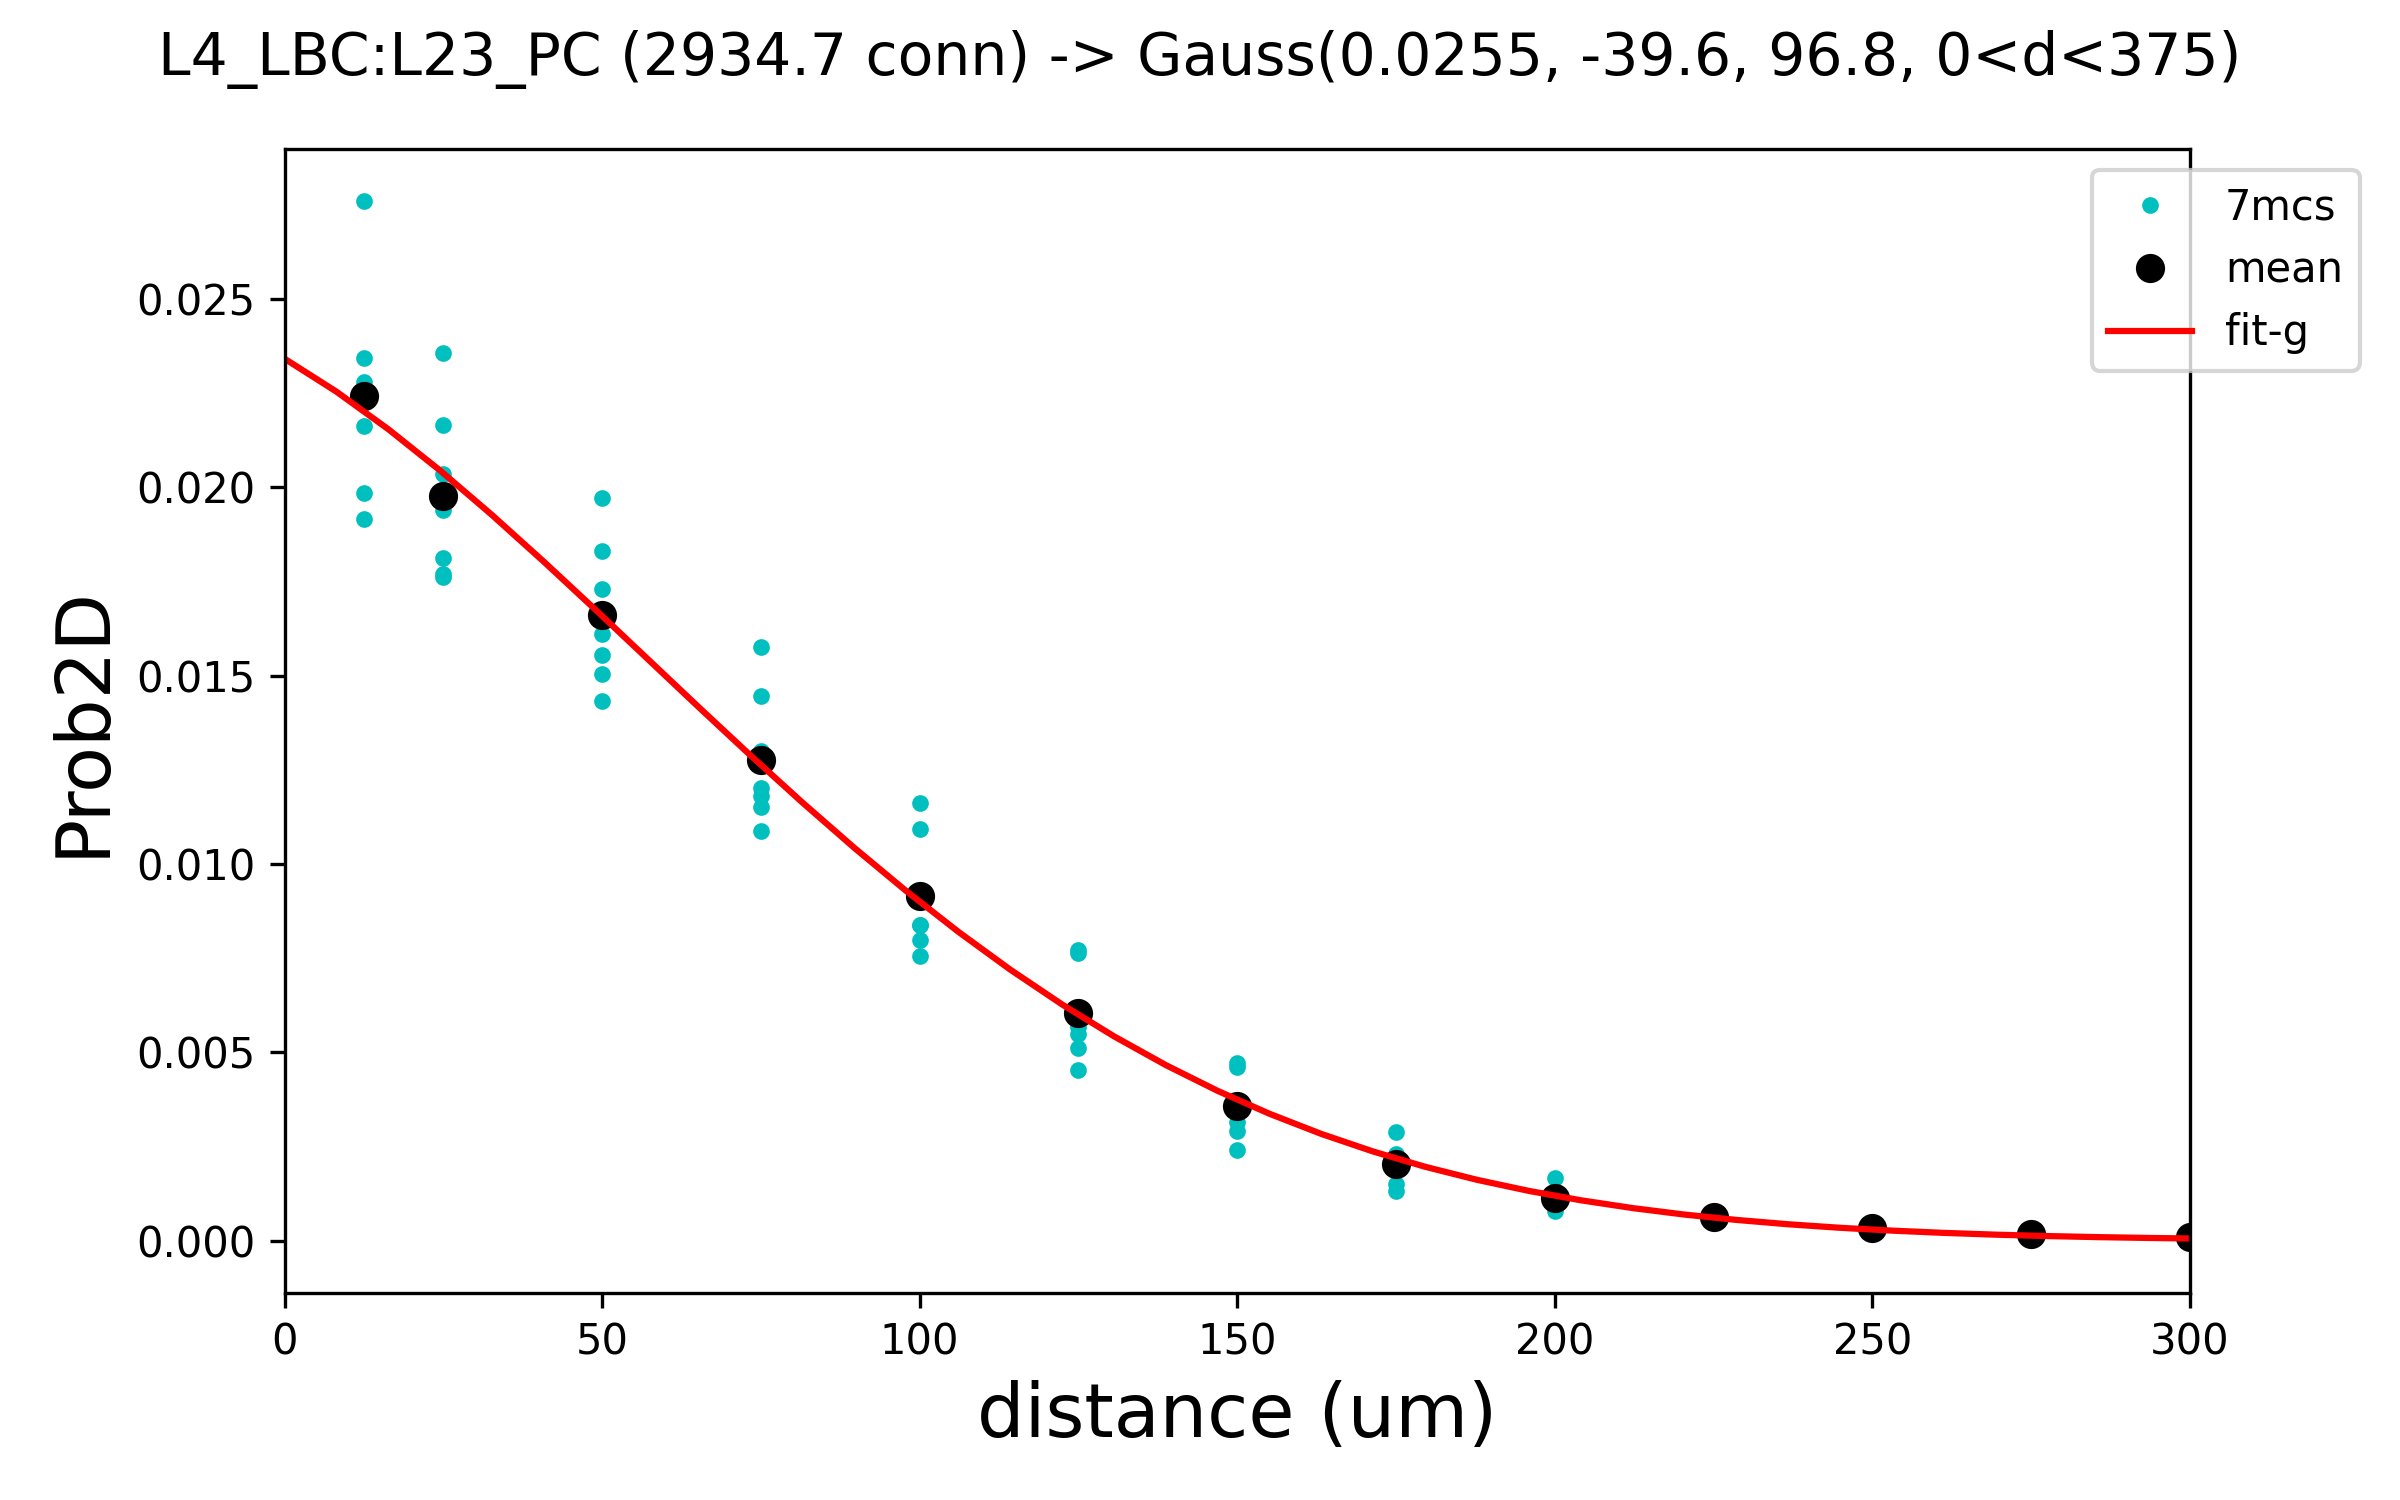 L4_LBC:L23_PC (2934.7 conn) -> Gauss(0.0255, -39.6, 96.8, 0<d<375)
7mcs
mean
fit-g
0.025
0.020
0.015
0.010
0.005
0.000
Prob2D
0 50 100 150 200 250 300
distance (um)